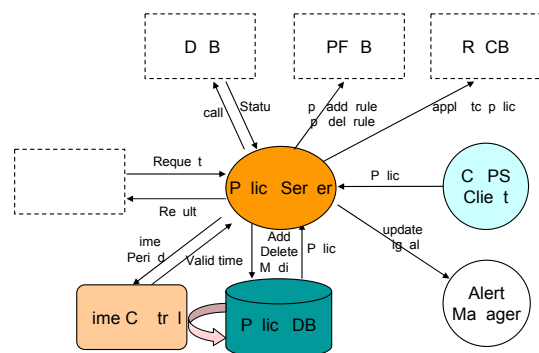 D B
PF B
R CB
call
Statu
p add rule
p del rule
appl tc p lic
Reque t
P lic Ser er
P lic
C PS
Clie t
Re ult
ime
Peri d
Valid time
Add
Delete
M di
P lic
update
ig al
ime C tr l
P lic DB
Alert
Ma ager